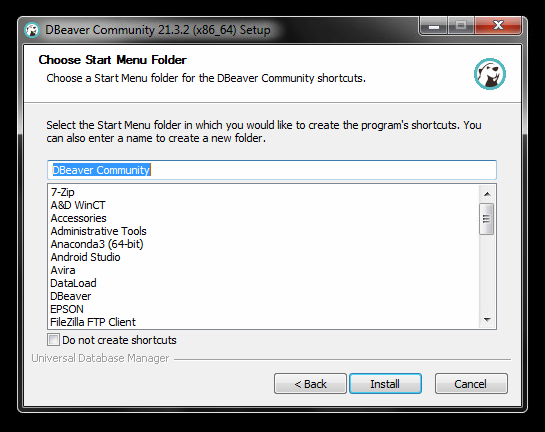 DBeaver Community 21.3.2 (x86_64) Setup
Choose Start Menu Folder
Choose a Start Menu folder for the DBeaver Community shortcuts.
Select the Start Menu folder in which you would like to create the program's shortcuts. You
can also enter a name to create a new folder.
DBeaver Community
7-Zip
A&D WinCT
Accessories
Administrative Tools
Anaconda3 (64-bit)
Android Studio
Avira
DataLoad
DBeaver
EPSON
FileZilla FTP Client
Do not create shortcuts
Universal Database Manager
< Back
Install
Cancel